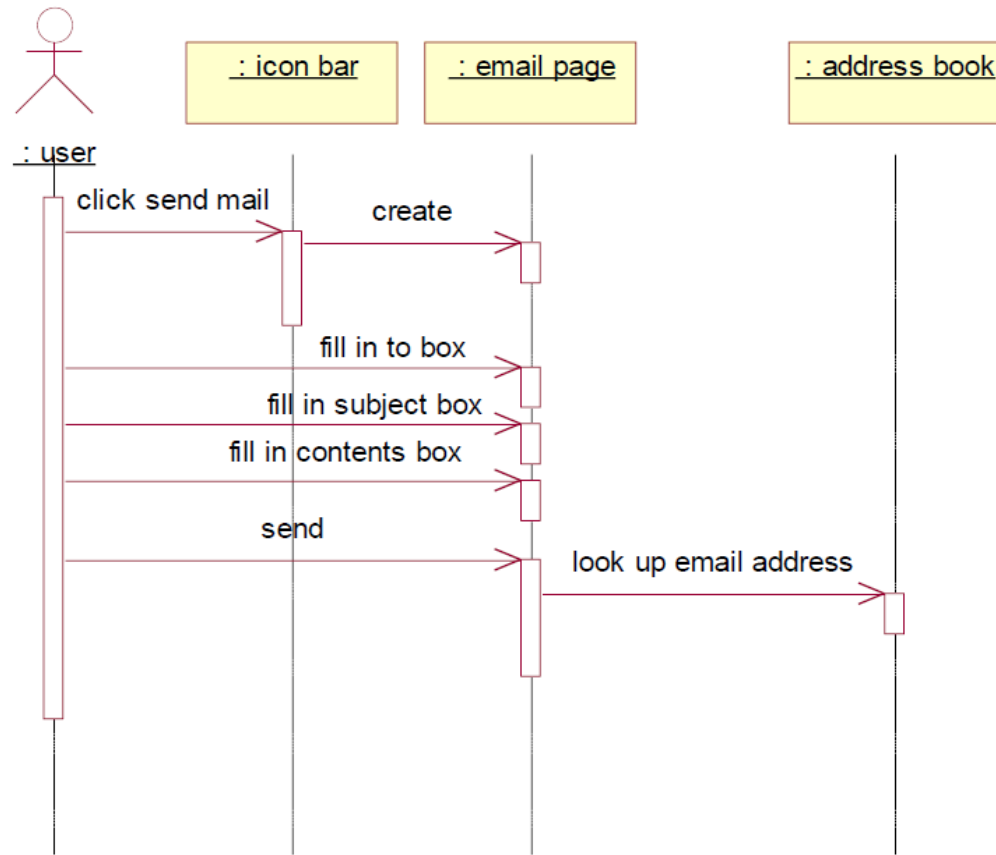 : icon bar
: email page
: address book
: user
click send mail
create
fill in to box
fill in subject box
fill in contents box
send
look up email address